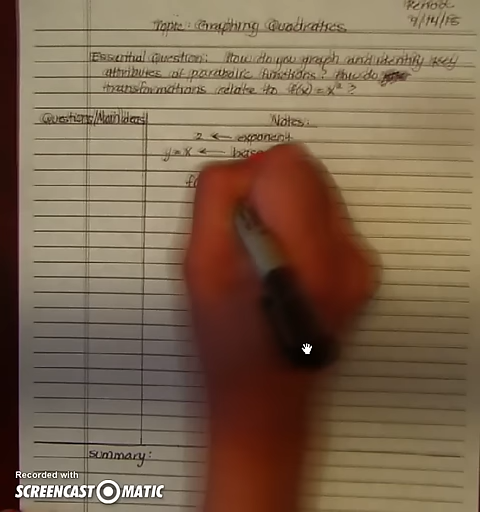 Period
9/14/15
Topic: Graphing Quadratics
Essential Question: How do you graph and identify key
attributes of parabolic functions? How do
transformations relate to f(x) = x² ?
Questions/Main Ideas Notes:
2 ← exponent
y = x ← base
summary:
Recorded with
SCREENCAST-O-MATIC